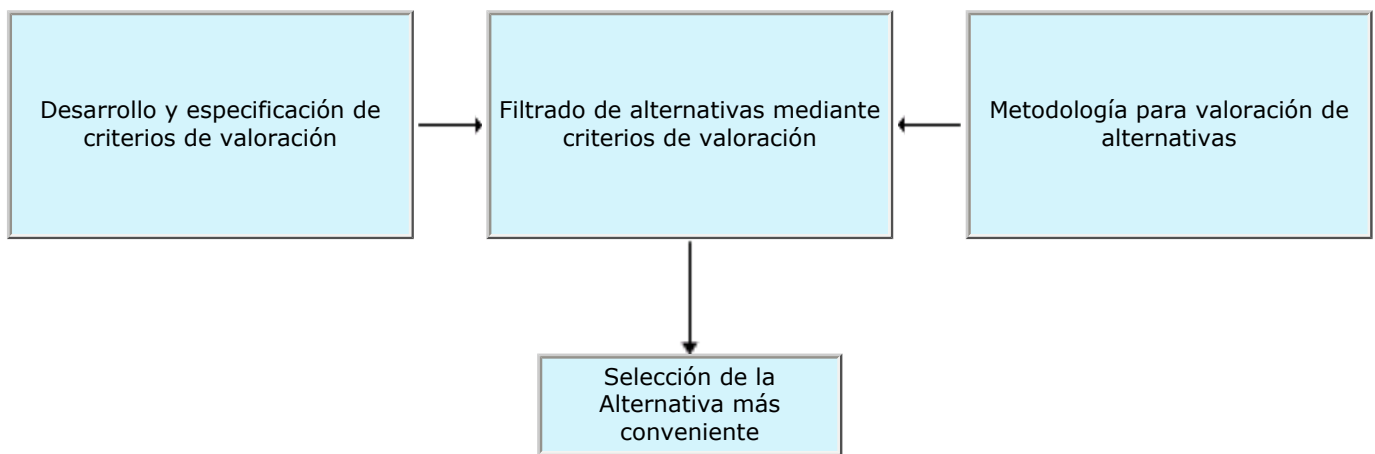 Desarrollo y especificación de
criterios de valoración
Filtrado de alternativas mediante
criterios de valoración
Metodología para valoración de
alternativas
Selección de la
Alternativa más
conveniente